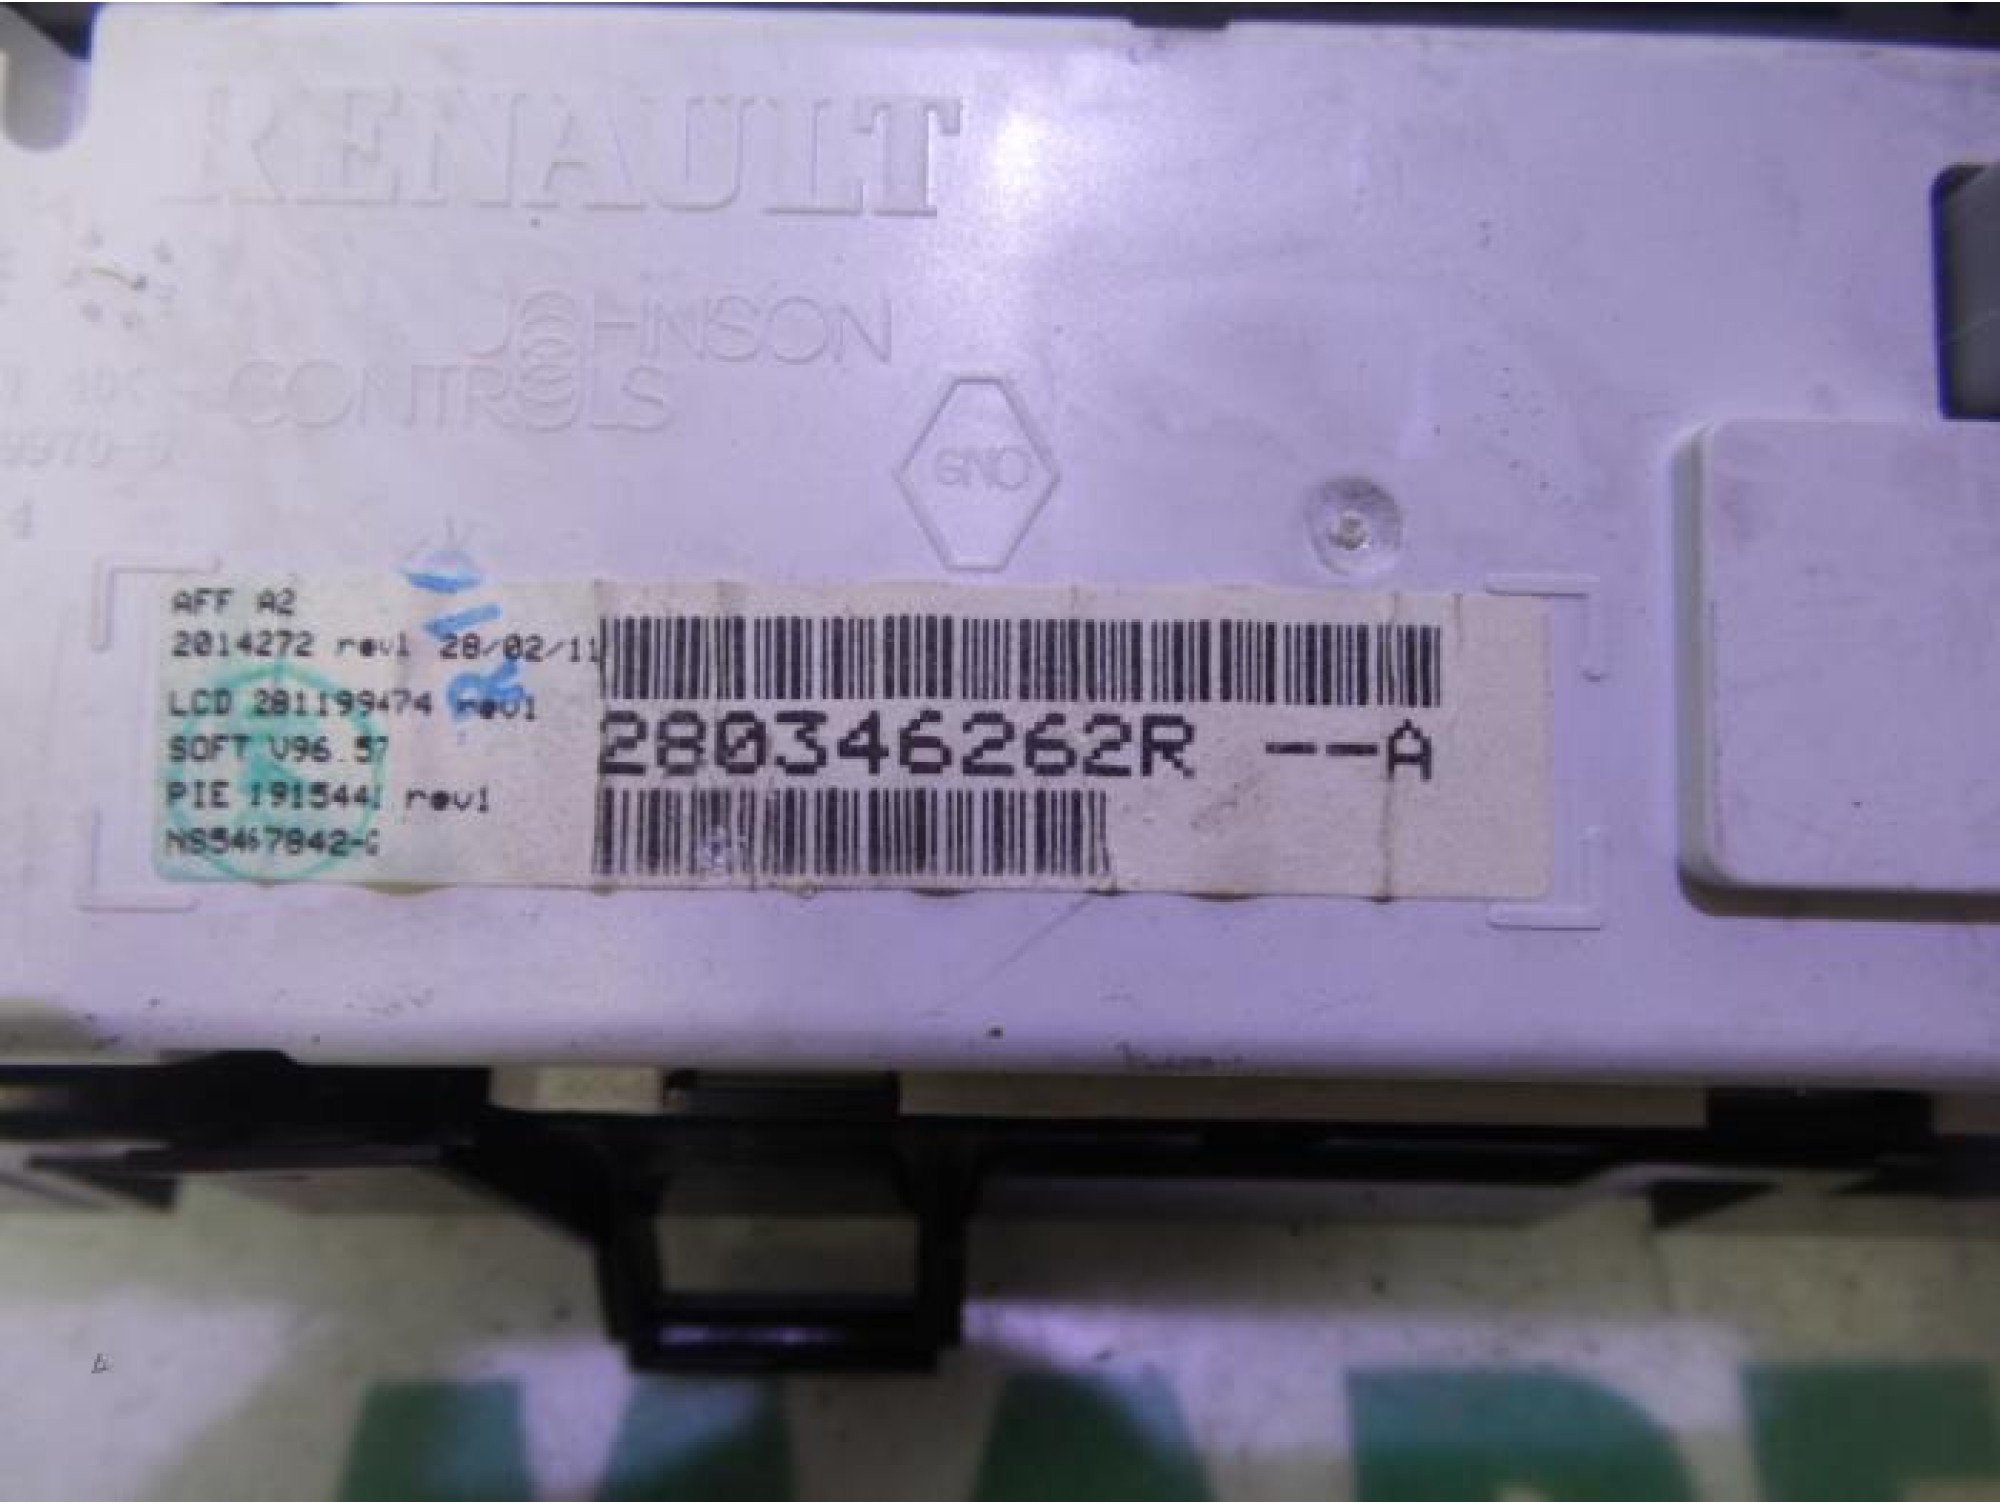 RENAULT
JOHNSON
CONTROLS
GNO
AFF A2
2014272 rev1 28/02/11
LCD 281199474 rev1
SOFT V96.57
PIE 1915441 rev1
NS5467842-C
280346262R --A